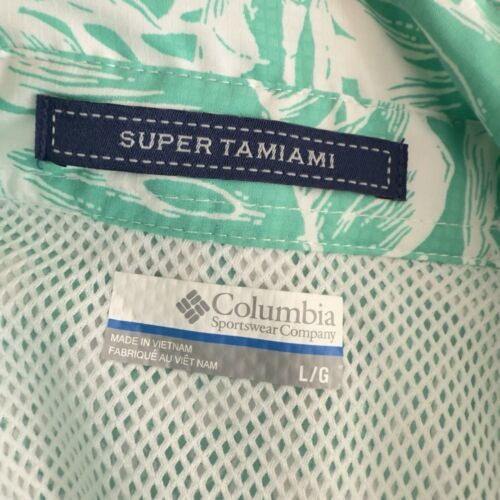 SUPER TAMIAMI
Columbia
Sportswear Company
MADE IN VIETNAM
FABRIQUÉ AU VIÊT NAM
L/G